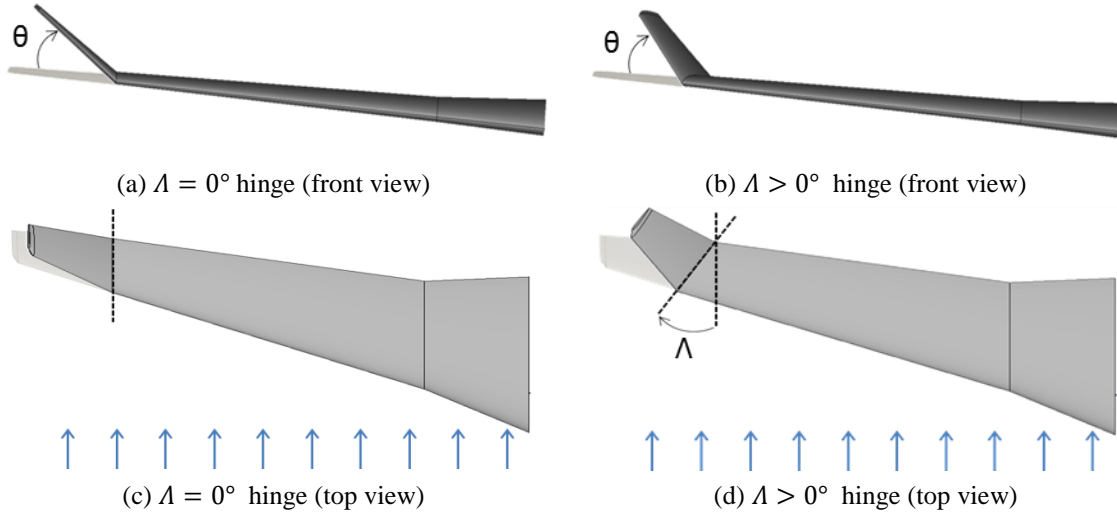 θ
θ
(a) 𝛬 = 0° hinge (front view)
(b) 𝛬 > 0° hinge (front view)
Λ
(c) 𝛬 = 0° hinge (top view)
(d) 𝛬 > 0° hinge (top view)